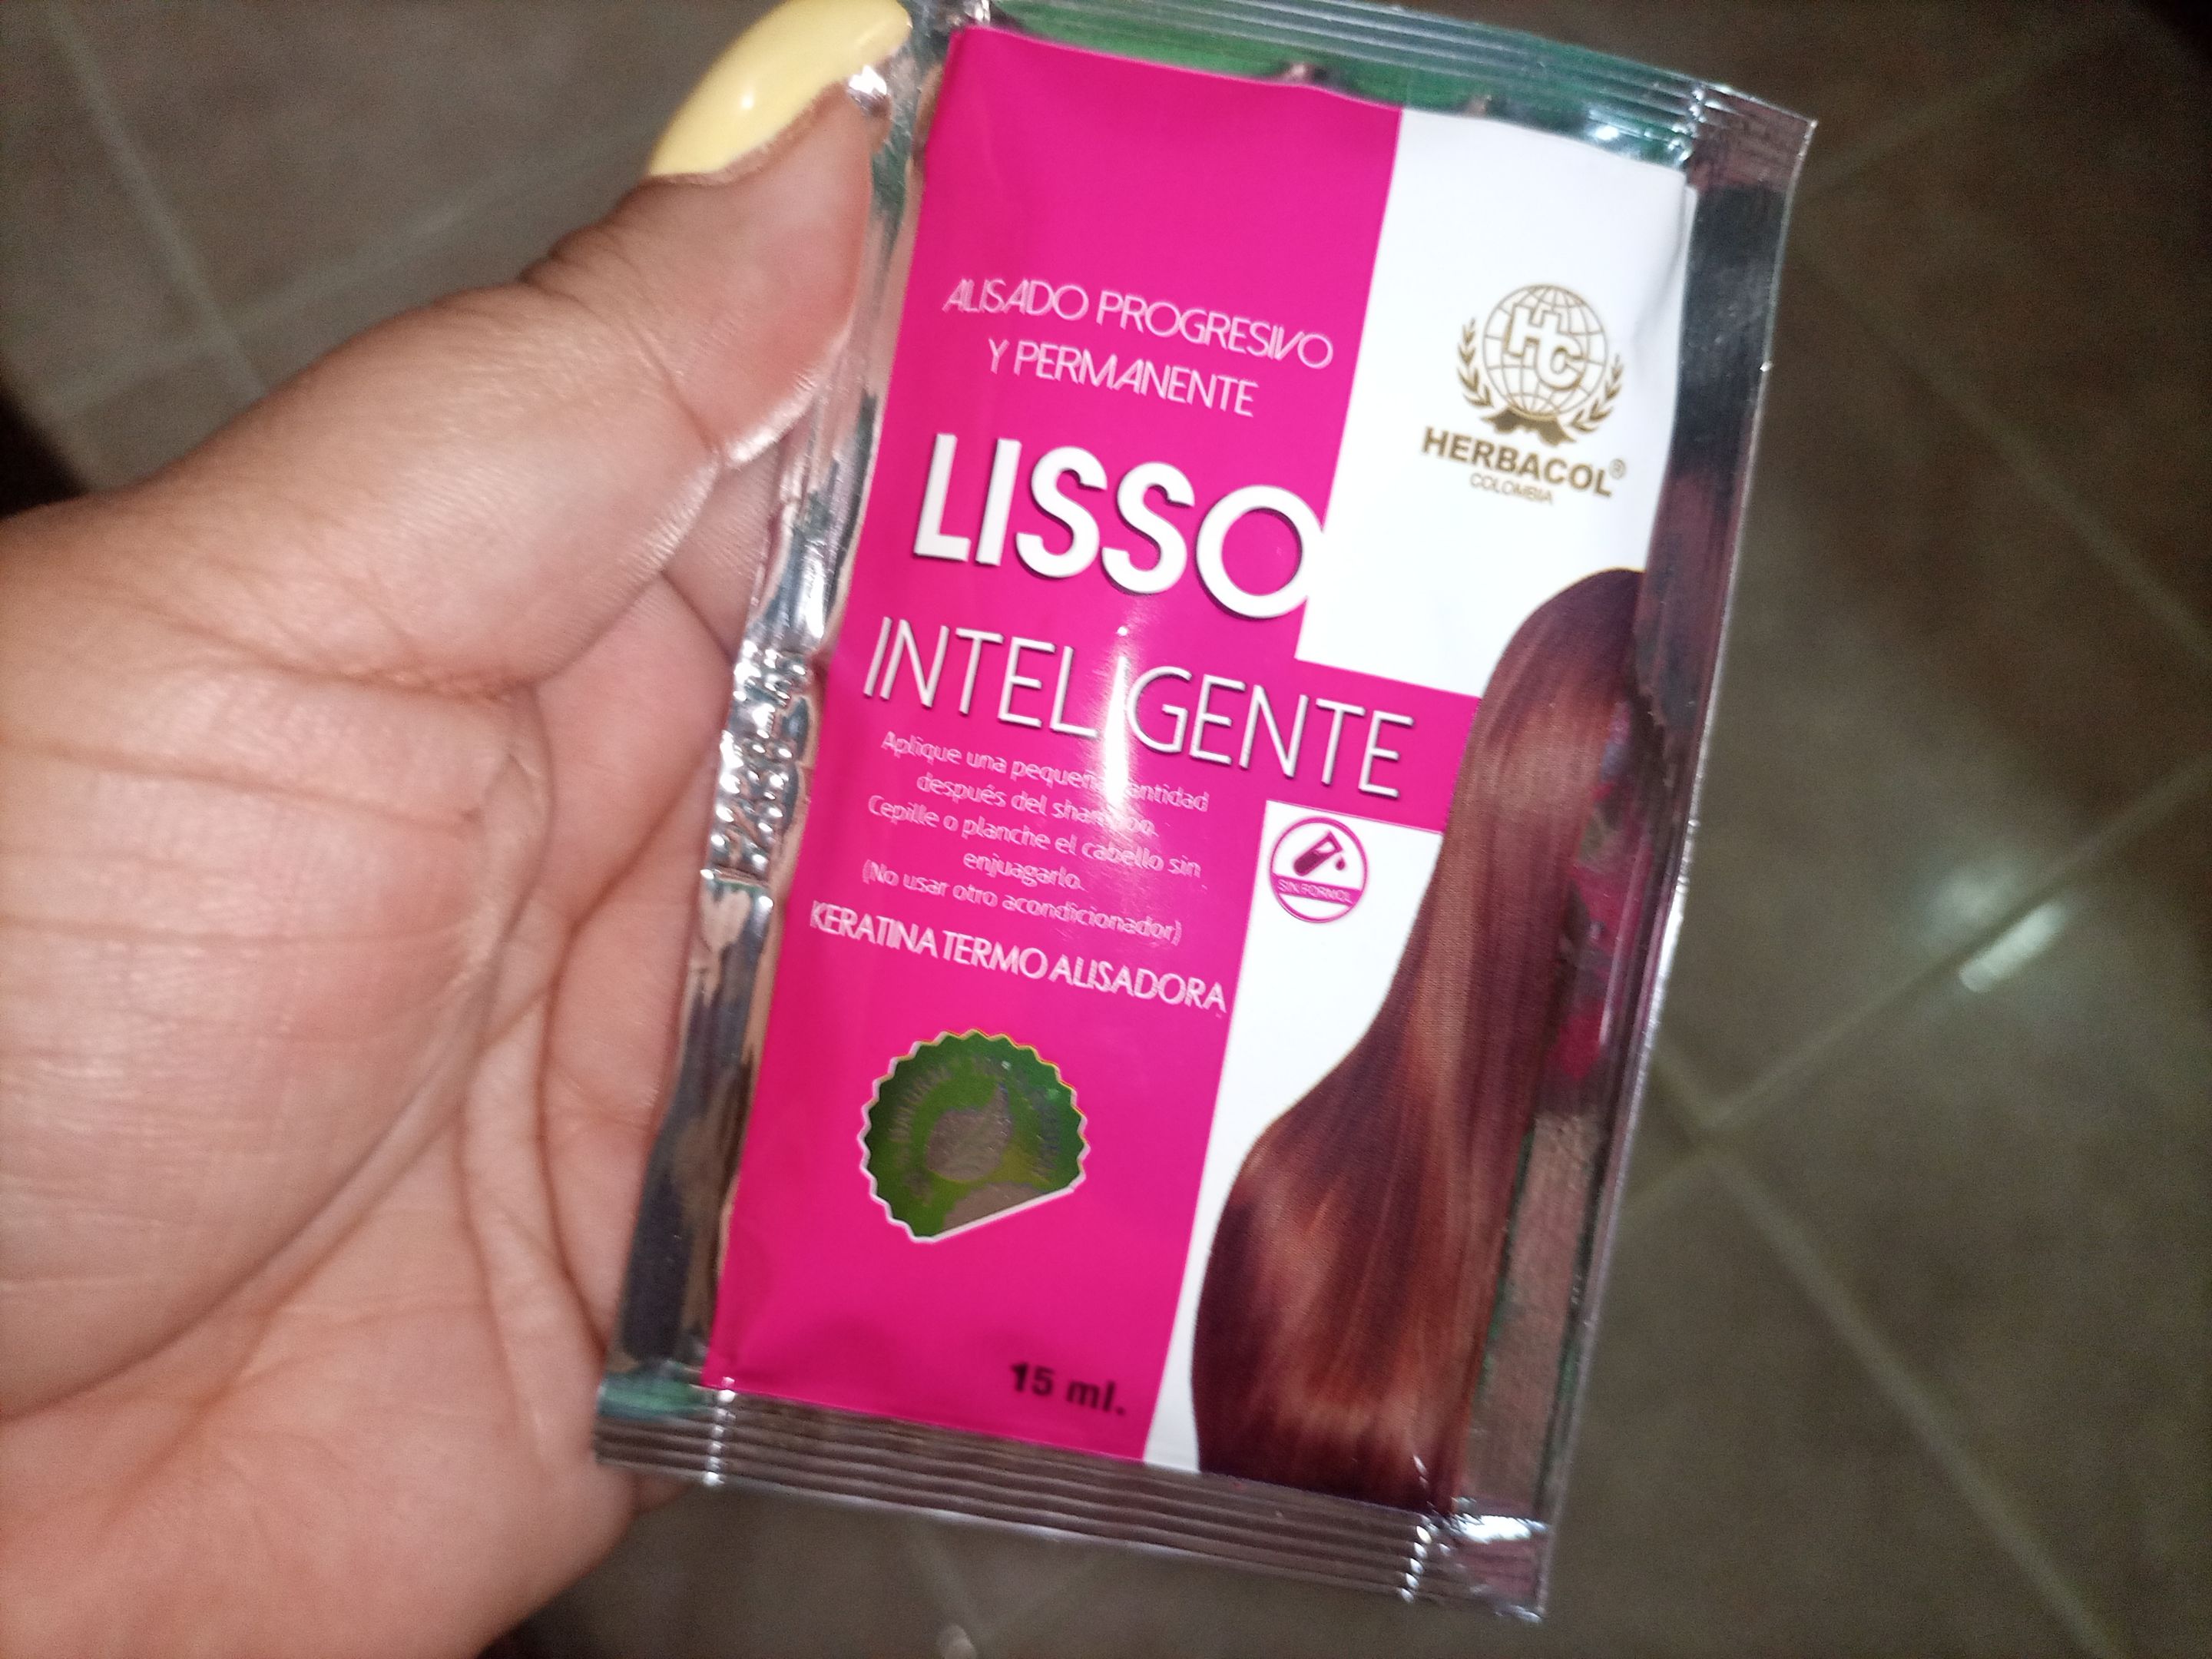 ALISADO PROGRESIVO
Y PERMANENTE
HC
HERBACOL®
COLOMBIA
LISSO
INTELIGENTE
Aplique una pequeña cantidad
después del shampoo.
Cepille o planche el cabello sin
enjuagarlo.
(No usar otro acondicionador)
SIN FORMOL
KERATINA TERMO ALISADORA
15 ml.